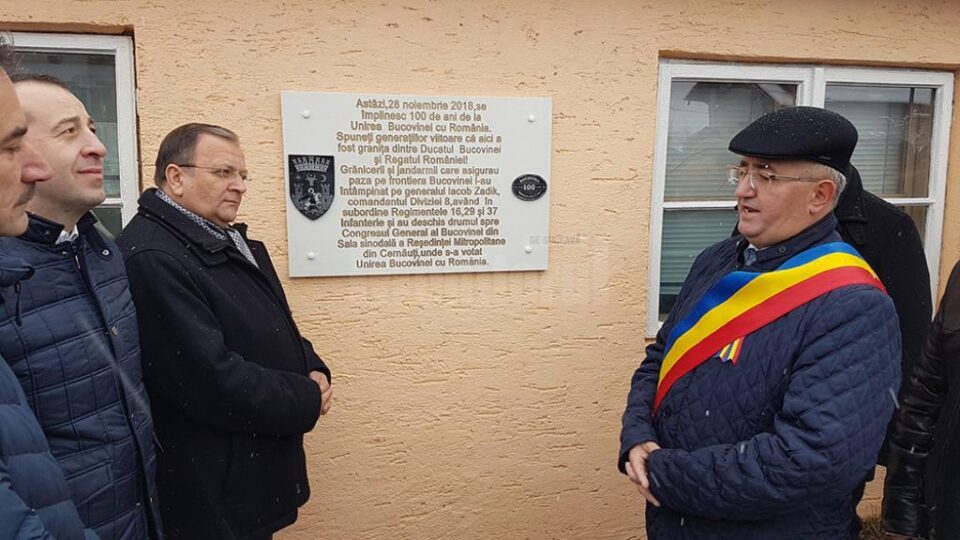 Astăzi,28 noiembrie 2018,se
împlinesc 100 de ani de la
Unirea Bucovinei cu România.
Spuneți generațiilor viitoare că aici a
fost granița dintre Ducatul Bucovinei
și Regatul României!
Grănicerii și jandarmii care asigurau
paza pe frontiera Bucovinei l-au
întâmpinat pe generalul Iacob Zadik,
comandantul Diviziei 8,având în
subordine Regimentele 16,29 și 37
Infanterie și au deschis drumul spre
Congresul General al Bucovinei din
Sala sinodală a Reședinței Mitropolitane
din Cernăuți,unde s-a votat
Unirea Bucovinei cu România.
BUCOVINA
100
DE SUCEAVA